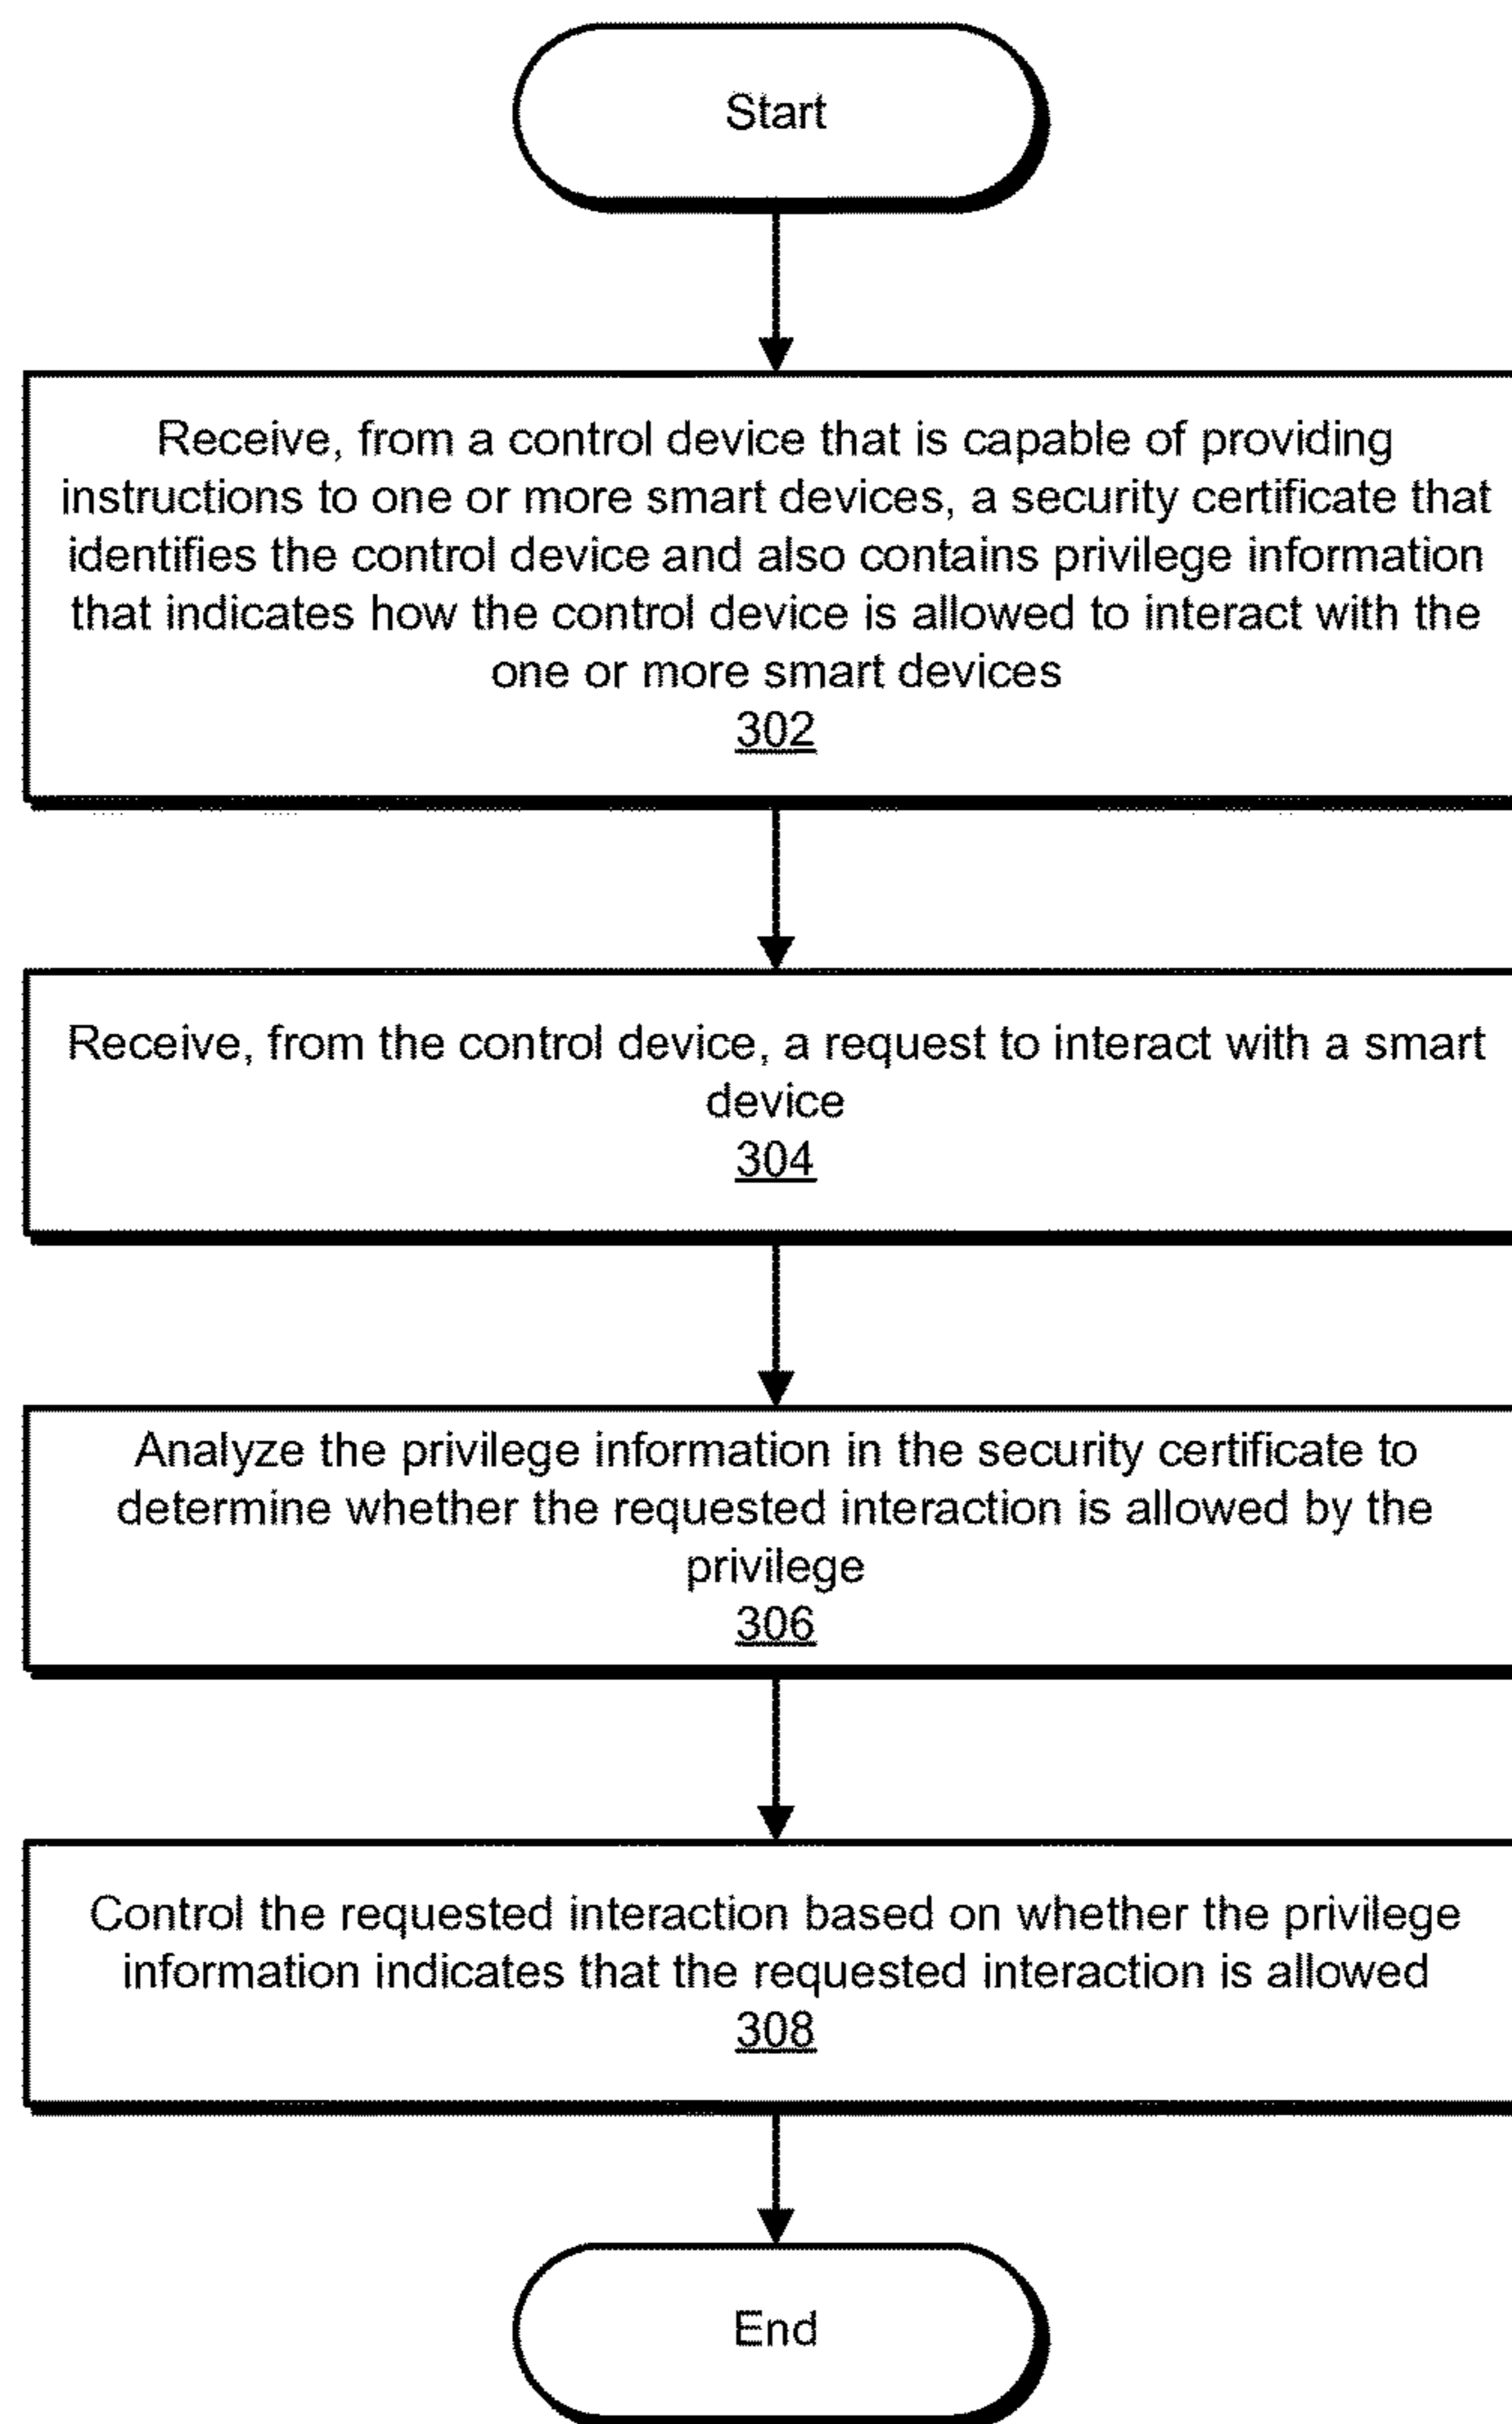 Start
Receive, from a control device that is capable of providing
instructions to one or more smart devices, a security certificate that
identifies the control device and also contains privilege information
that indicates how the control device is allowed to interact with the
one or more smart devices
302
Receive, from the control device, a request to interact with a smart
device
304
Analyze the privilege information in the security certificate to
determine whether the requested interaction is allowed by the
privilege
306
Control the requested interaction based on whether the privilege
information indicates that the requested interaction is allowed
308
End